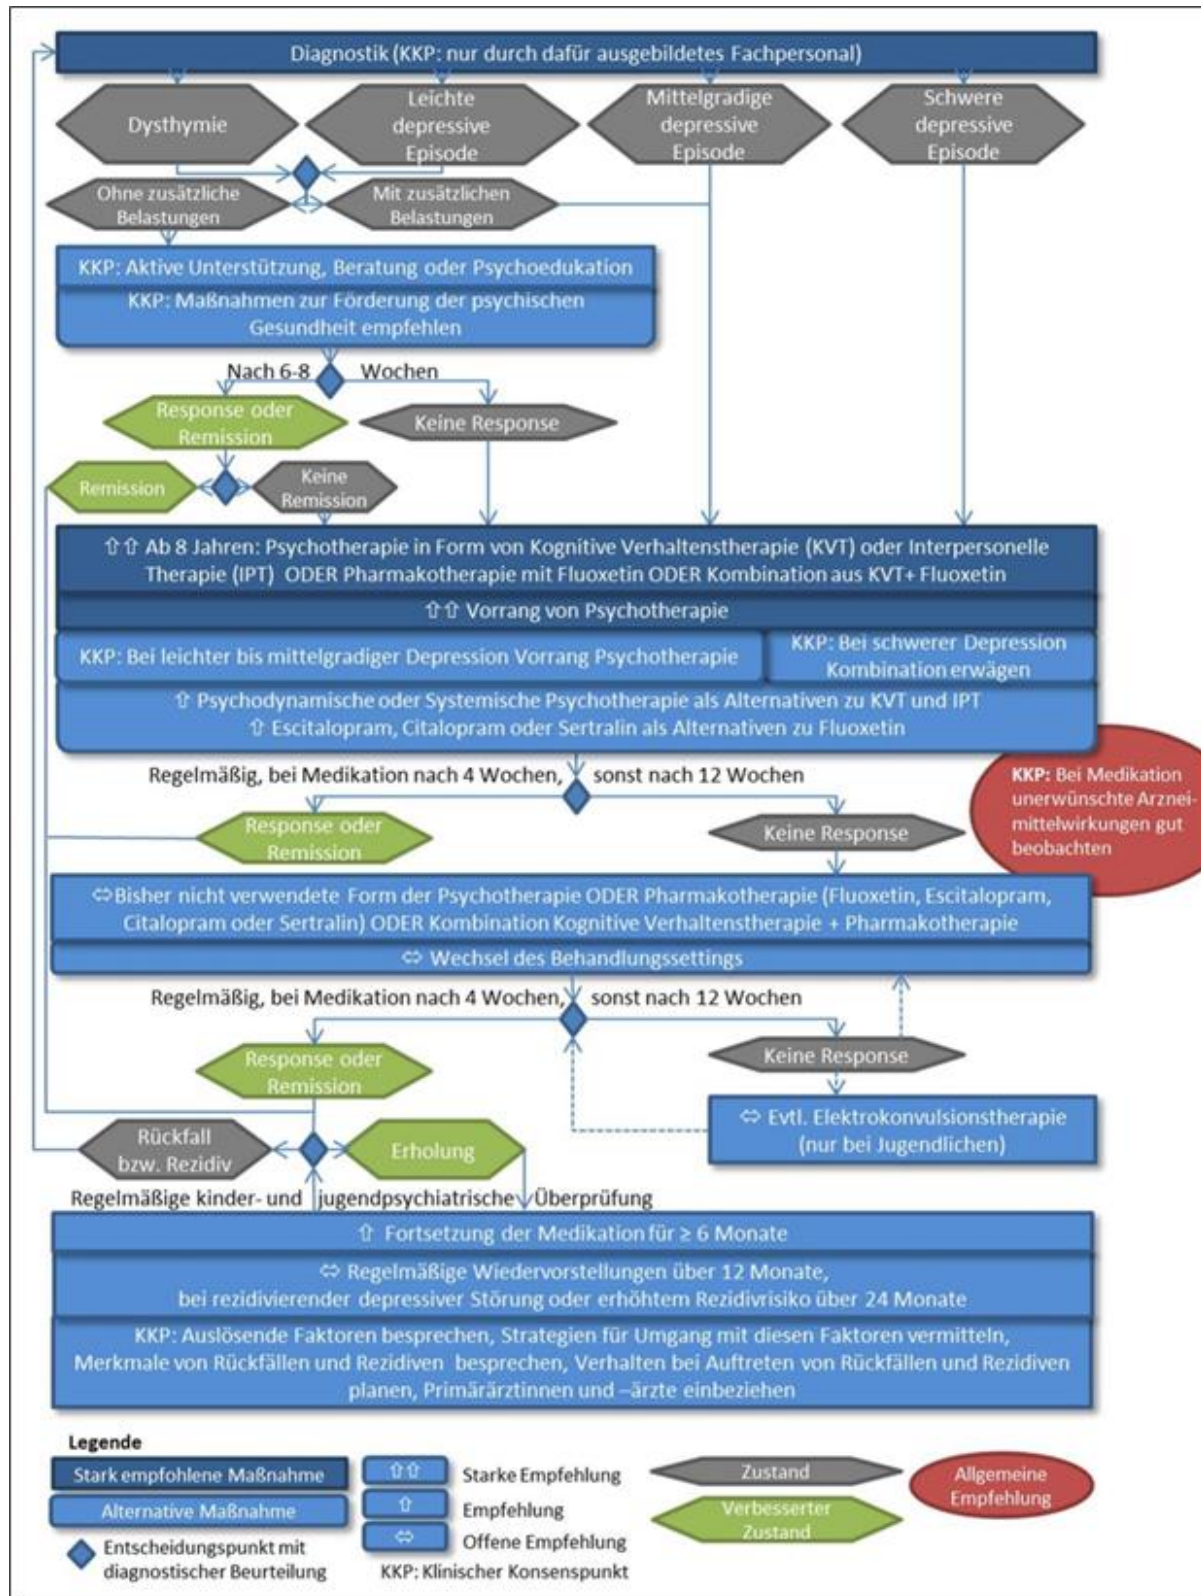 Diagnostik (KKP: nur durch dafür ausgebildetes Fachpersonal)
Dysthymie
Leichte
depressive
Episode
Mittelgradige
depressive
Episode
Schwere
depressive
Episode
Ohne zusätzliche
Belastungen
Mit zusätzlichen
Belastungen
KKP: Aktive Unterstützung, Beratung oder Psychoedukation
KKP: Maßnahmen zur Förderung der psychischen
Gesundheit empfehlen
Nach 6-8 Wochen
Response oder
Remission
Keine Response
Remission
Keine
Remission
⇧⇧ Ab 8 Jahren: Psychotherapie in Form von Kognitive Verhaltenstherapie (KVT) oder Interpersonelle
Therapie (IPT) ODER Pharmakotherapie mit Fluoxetin ODER Kombination aus KVT+ Fluoxetin
⇧⇧ Vorrang von Psychotherapie
KKP: Bei leichter bis mittelgradiger Depression Vorrang Psychotherapie
KKP: Bei schwerer Depression
Kombination erwägen
⇧ Psychodynamische oder Systemische Psychotherapie als Alternativen zu KVT und IPT
⇧ Escitalopram, Citalopram oder Sertralin als Alternativen zu Fluoxetin
Regelmäßig, bei Medikation nach 4 Wochen, sonst nach 12 Wochen
KKP: Bei Medikation
unerwünschte Arznei-
mittelwirkungen gut
beobachten
Response oder
Remission
Keine Response
⇔Bisher nicht verwendete Form der Psychotherapie ODER Pharmakotherapie (Fluoxetin, Escitalopram,
Citalopram oder Sertralin) ODER Kombination Kognitive Verhaltenstherapie + Pharmakotherapie
⇔ Wechsel des Behandlungssettings
Regelmäßig, bei Medikation nach 4 Wochen, sonst nach 12 Wochen
Response oder
Remission
Keine Response
⇔ Evtl. Elektrokonvulsionstherapie
(nur bei Jugendlichen)
Rückfall
bzw. Rezidiv
Erholung
Regelmäßige kinder- und jugendpsychiatrische Überprüfung
⇧ Fortsetzung der Medikation für ≥ 6 Monate
⇔ Regelmäßige Wiedervorstellungen über 12 Monate,
bei rezidivierender depressiver Störung oder erhöhtem Rezidivrisiko über 24 Monate
KKP: Auslösende Faktoren besprechen, Strategien für Umgang mit diesen Faktoren vermitteln,
Merkmale von Rückfällen und Rezidiven besprechen, Verhalten bei Auftreten von Rückfällen und Rezidiven
planen, Primärärztinnen und –ärzte einbeziehen
Legende
Stark empfohlene Maßnahme
Alternative Maßnahme
Entscheidungspunkt mit
diagnostischer Beurteilung
⇧⇧ Starke Empfehlung
⇧ Empfehlung
⇔ Offene Empfehlung
KKP: Klinischer Konsenspunkt
Zustand
Verbesserter
Zustand
Allgemeine
Empfehlung